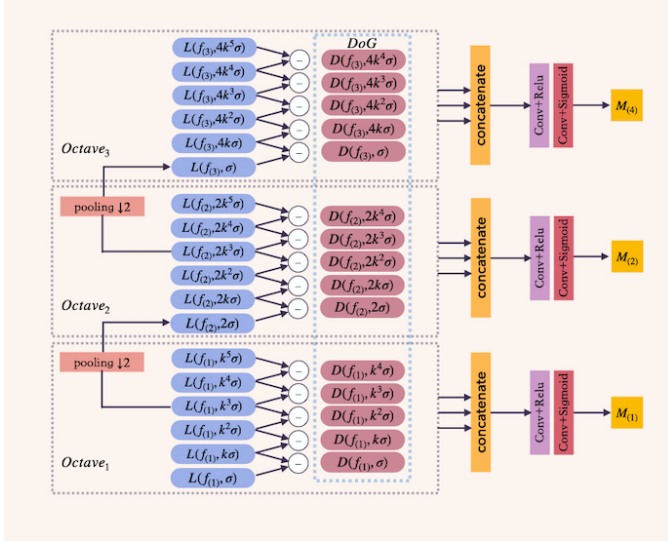 DoG
L(f(3),4k⁵σ)
L(f(3),4k⁴σ)
L(f(3),4k³σ)
L(f(3),4k²σ)
L(f(3),4kσ)
L(f(3),σ)
−
−
−
−
−
D(f(3),4k⁴σ)
D(f(3),4k³σ)
D(f(3),4k²σ)
D(f(3),4kσ)
D(f(3),σ)
Octave₃
concatenate
Conv+Relu
Conv+Sigmoid
M(4)
pooling ↓2
L(f(2),2k⁵σ)
L(f(2),2k⁴σ)
L(f(2),2k³σ)
L(f(2),2k²σ)
L(f(2),2kσ)
L(f(2),2σ)
−
−
−
−
−
D(f(2),2k⁴σ)
D(f(2),2k³σ)
D(f(2),2k²σ)
D(f(2),2kσ)
D(f(2),2σ)
Octave₂
concatenate
Conv+Relu
Conv+Sigmoid
M(2)
pooling ↓2
L(f(1), k⁵σ)
L(f(1), k⁴σ)
L(f(1), k³σ)
L(f(1), k²σ)
L(f(1), kσ)
L(f(1), σ)
−
−
−
−
−
D(f(1), k⁴σ)
D(f(1), k³σ)
D(f(1), k²σ)
D(f(1), kσ)
D(f(1), σ)
Octave₁
concatenate
Conv+Relu
Conv+Sigmoid
M(1)